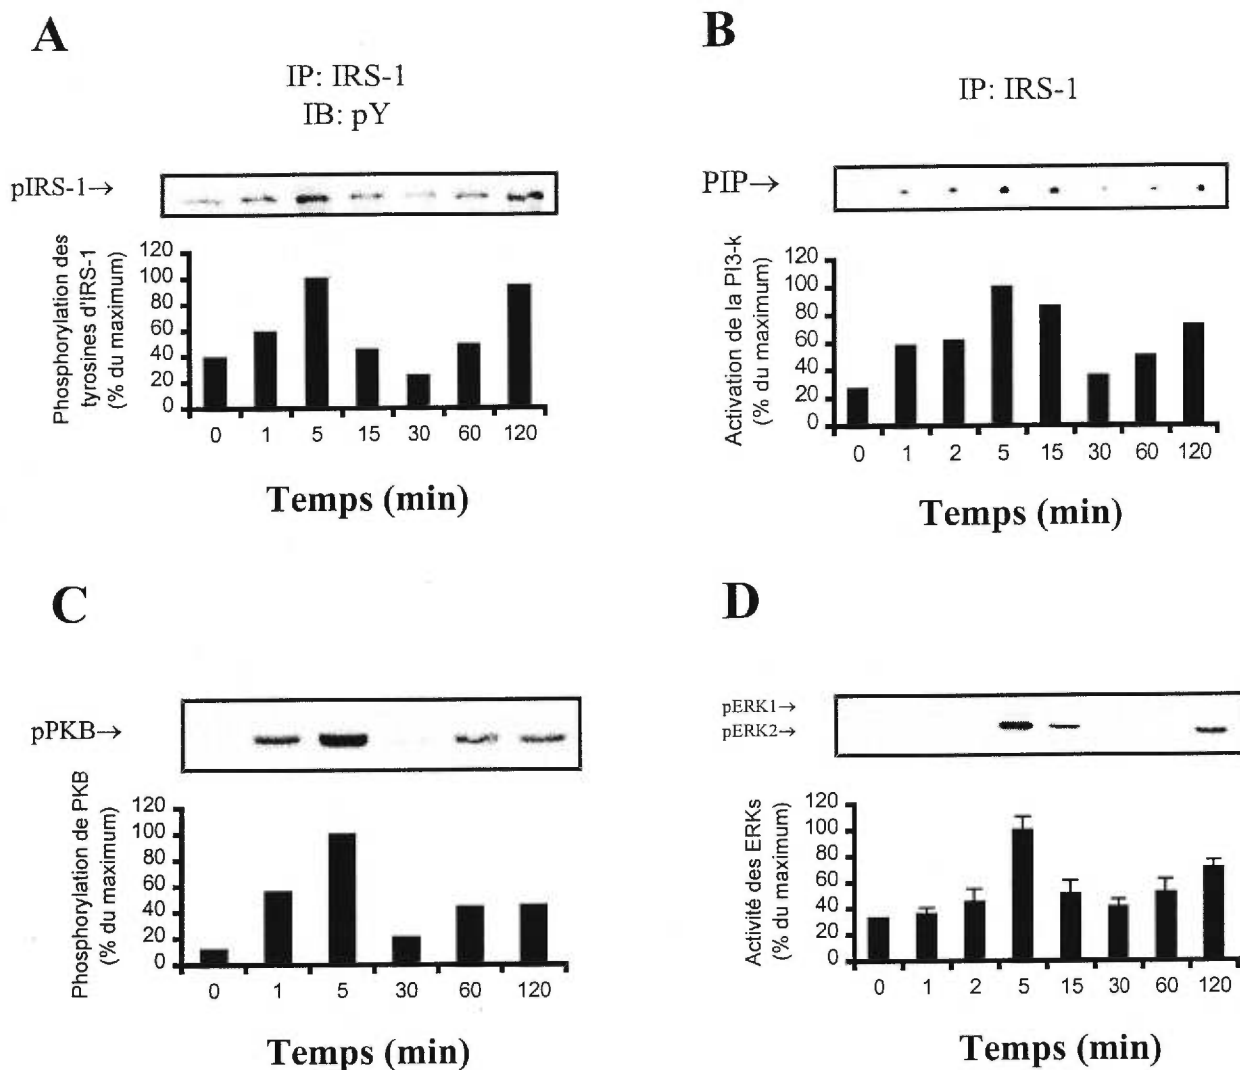 A
IP: IRS-1
IB: pY
pIRS-1→
Phosphorylation des
tyrosines d'IRS-1
(% du maximum)
120
100
80
60
40
20
0
0 1 5 15 30 60 120
Temps (min)
B
IP: IRS-1
PIP→
Activation de la PI3-k
(% du maximum)
120
100
80
60
40
20
0
0 1 2 5 15 30 60 120
Temps (min)
C
pPKB→
Phosphorylation de PKB
(% du maximum)
120
100
80
60
40
20
0
0 1 5 30 60 120
Temps (min)
D
pERK1→
pERK2→
Activité des ERKs
(% du maximum)
120
100
80
60
40
20
0
0 1 2 5 15 30 60 120
Temps (min)